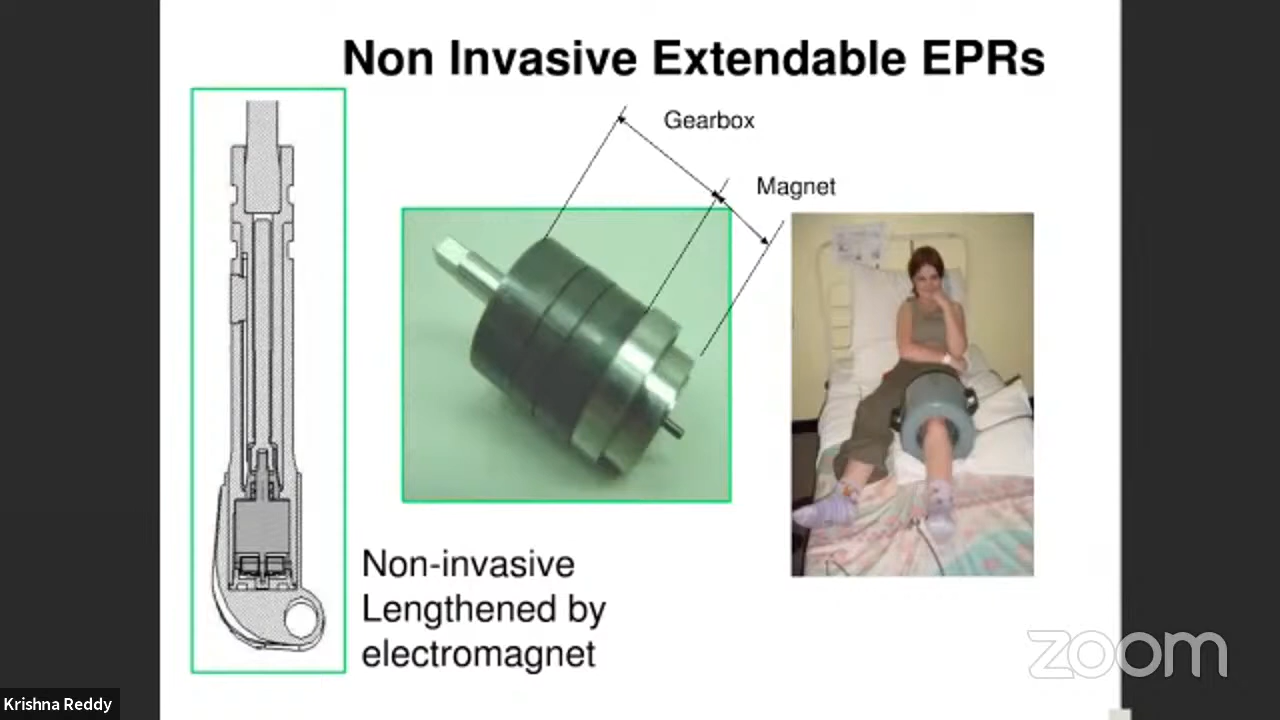 Non Invasive Extendable EPRs
Gearbox
Magnet
Non-invasive
Lengthened by
electromagnet
zoom
Krishna Reddy